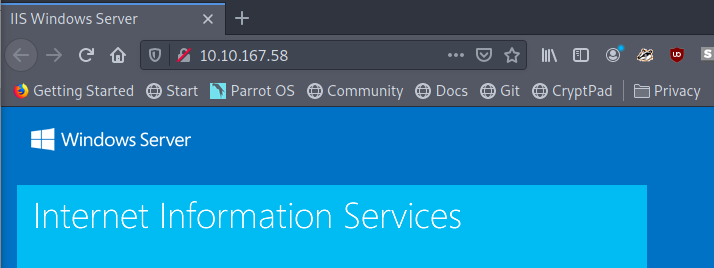 IIS Windows Server
10.10.167.58
Getting Started Start Parrot OS Community Docs Git CryptPad Privacy
Windows Server
Internet Information Services